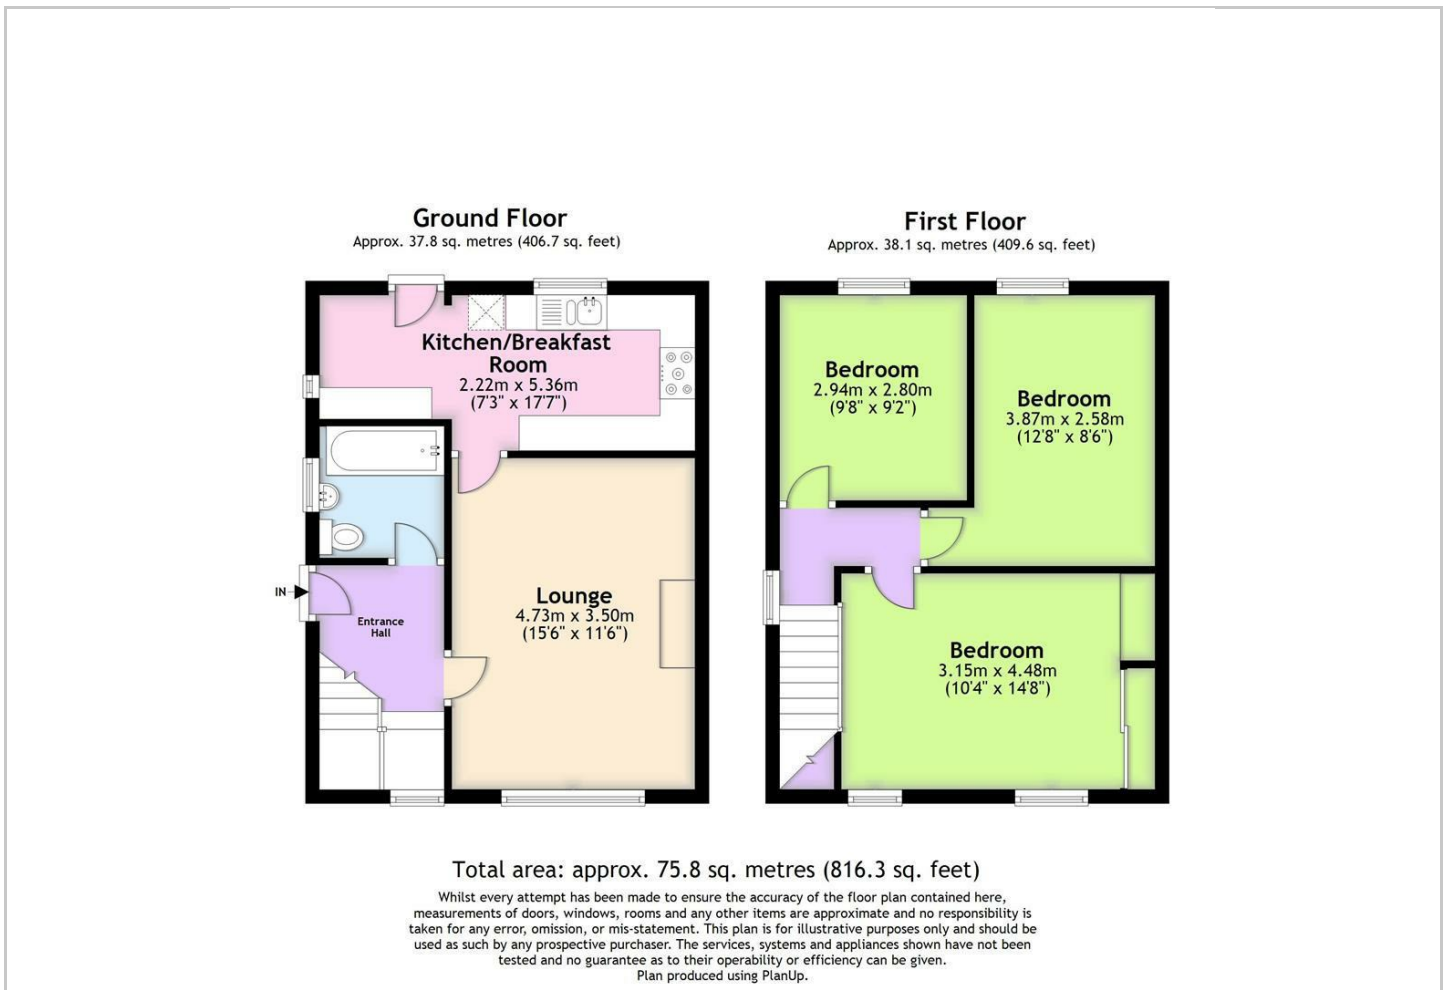 Ground Floor
Approx. 37.8 sq. metres (406.7 sq. feet)
Kitchen/Breakfast
Room
2.22m x 5.36m
(7'3" x 17'7")
Lounge
4.73m x 3.50m
(15'6" x 11'6")
IN
Entrance
Hall
First Floor
Approx. 38.1 sq. metres (409.6 sq. feet)
Bedroom
2.94m x 2.80m
(9'8" x 9'2")
Bedroom
3.87m x 2.58m
(12'8" x 8'6")
Bedroom
3.15m x 4.48m
(10'4" x 14'8")
Total area: approx. 75.8 sq. metres (816.3 sq. feet)
Whilst every attempt has been made to ensure the accuracy of the floor plan contained here,
measurements of doors, windows, rooms and any other items are approximate and no responsibility is
taken for any error, omission, or mis-statement. This plan is for illustrative purposes only and should be
used as such by any prospective purchaser. The services, systems and appliances shown have not been
tested and no guarantee as to their operability or efficiency can be given.
Plan produced using PlanUp.